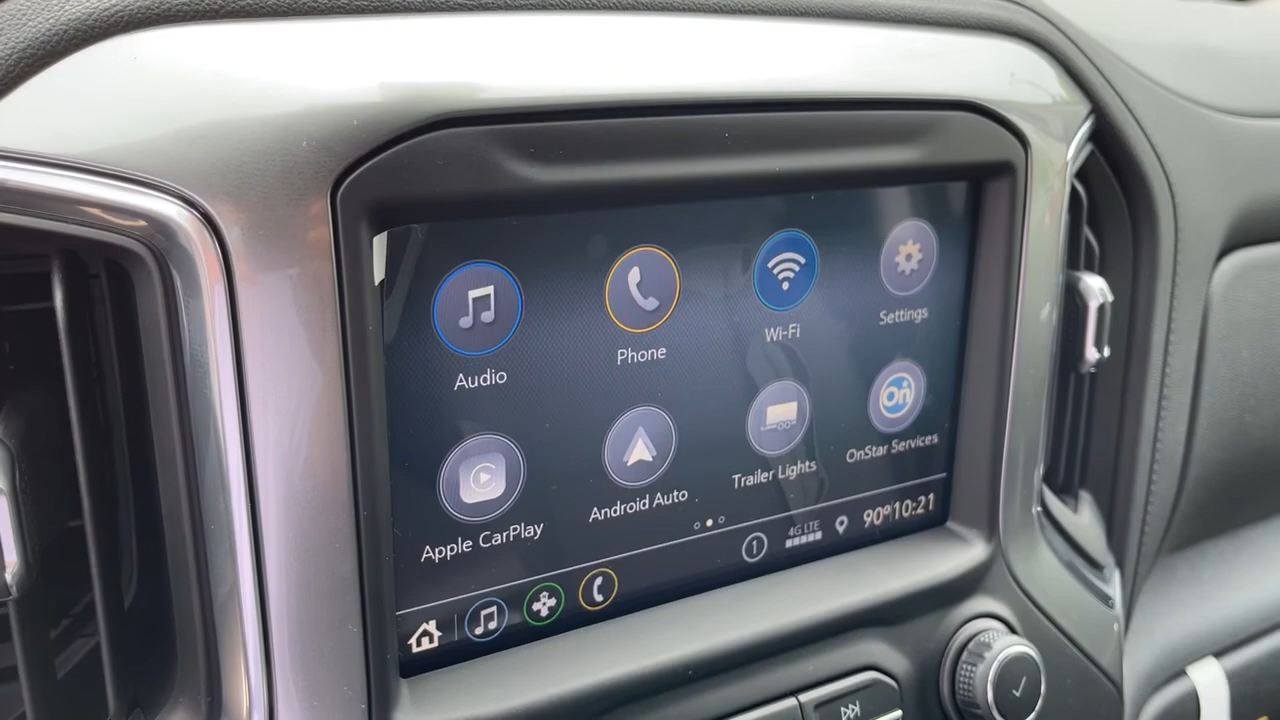 Audio
Phone
Wi-Fi
Settings
Apple CarPlay
Android Auto
Trailer Lights
On
OnStar Services
1
4G LTE
90°
10:21